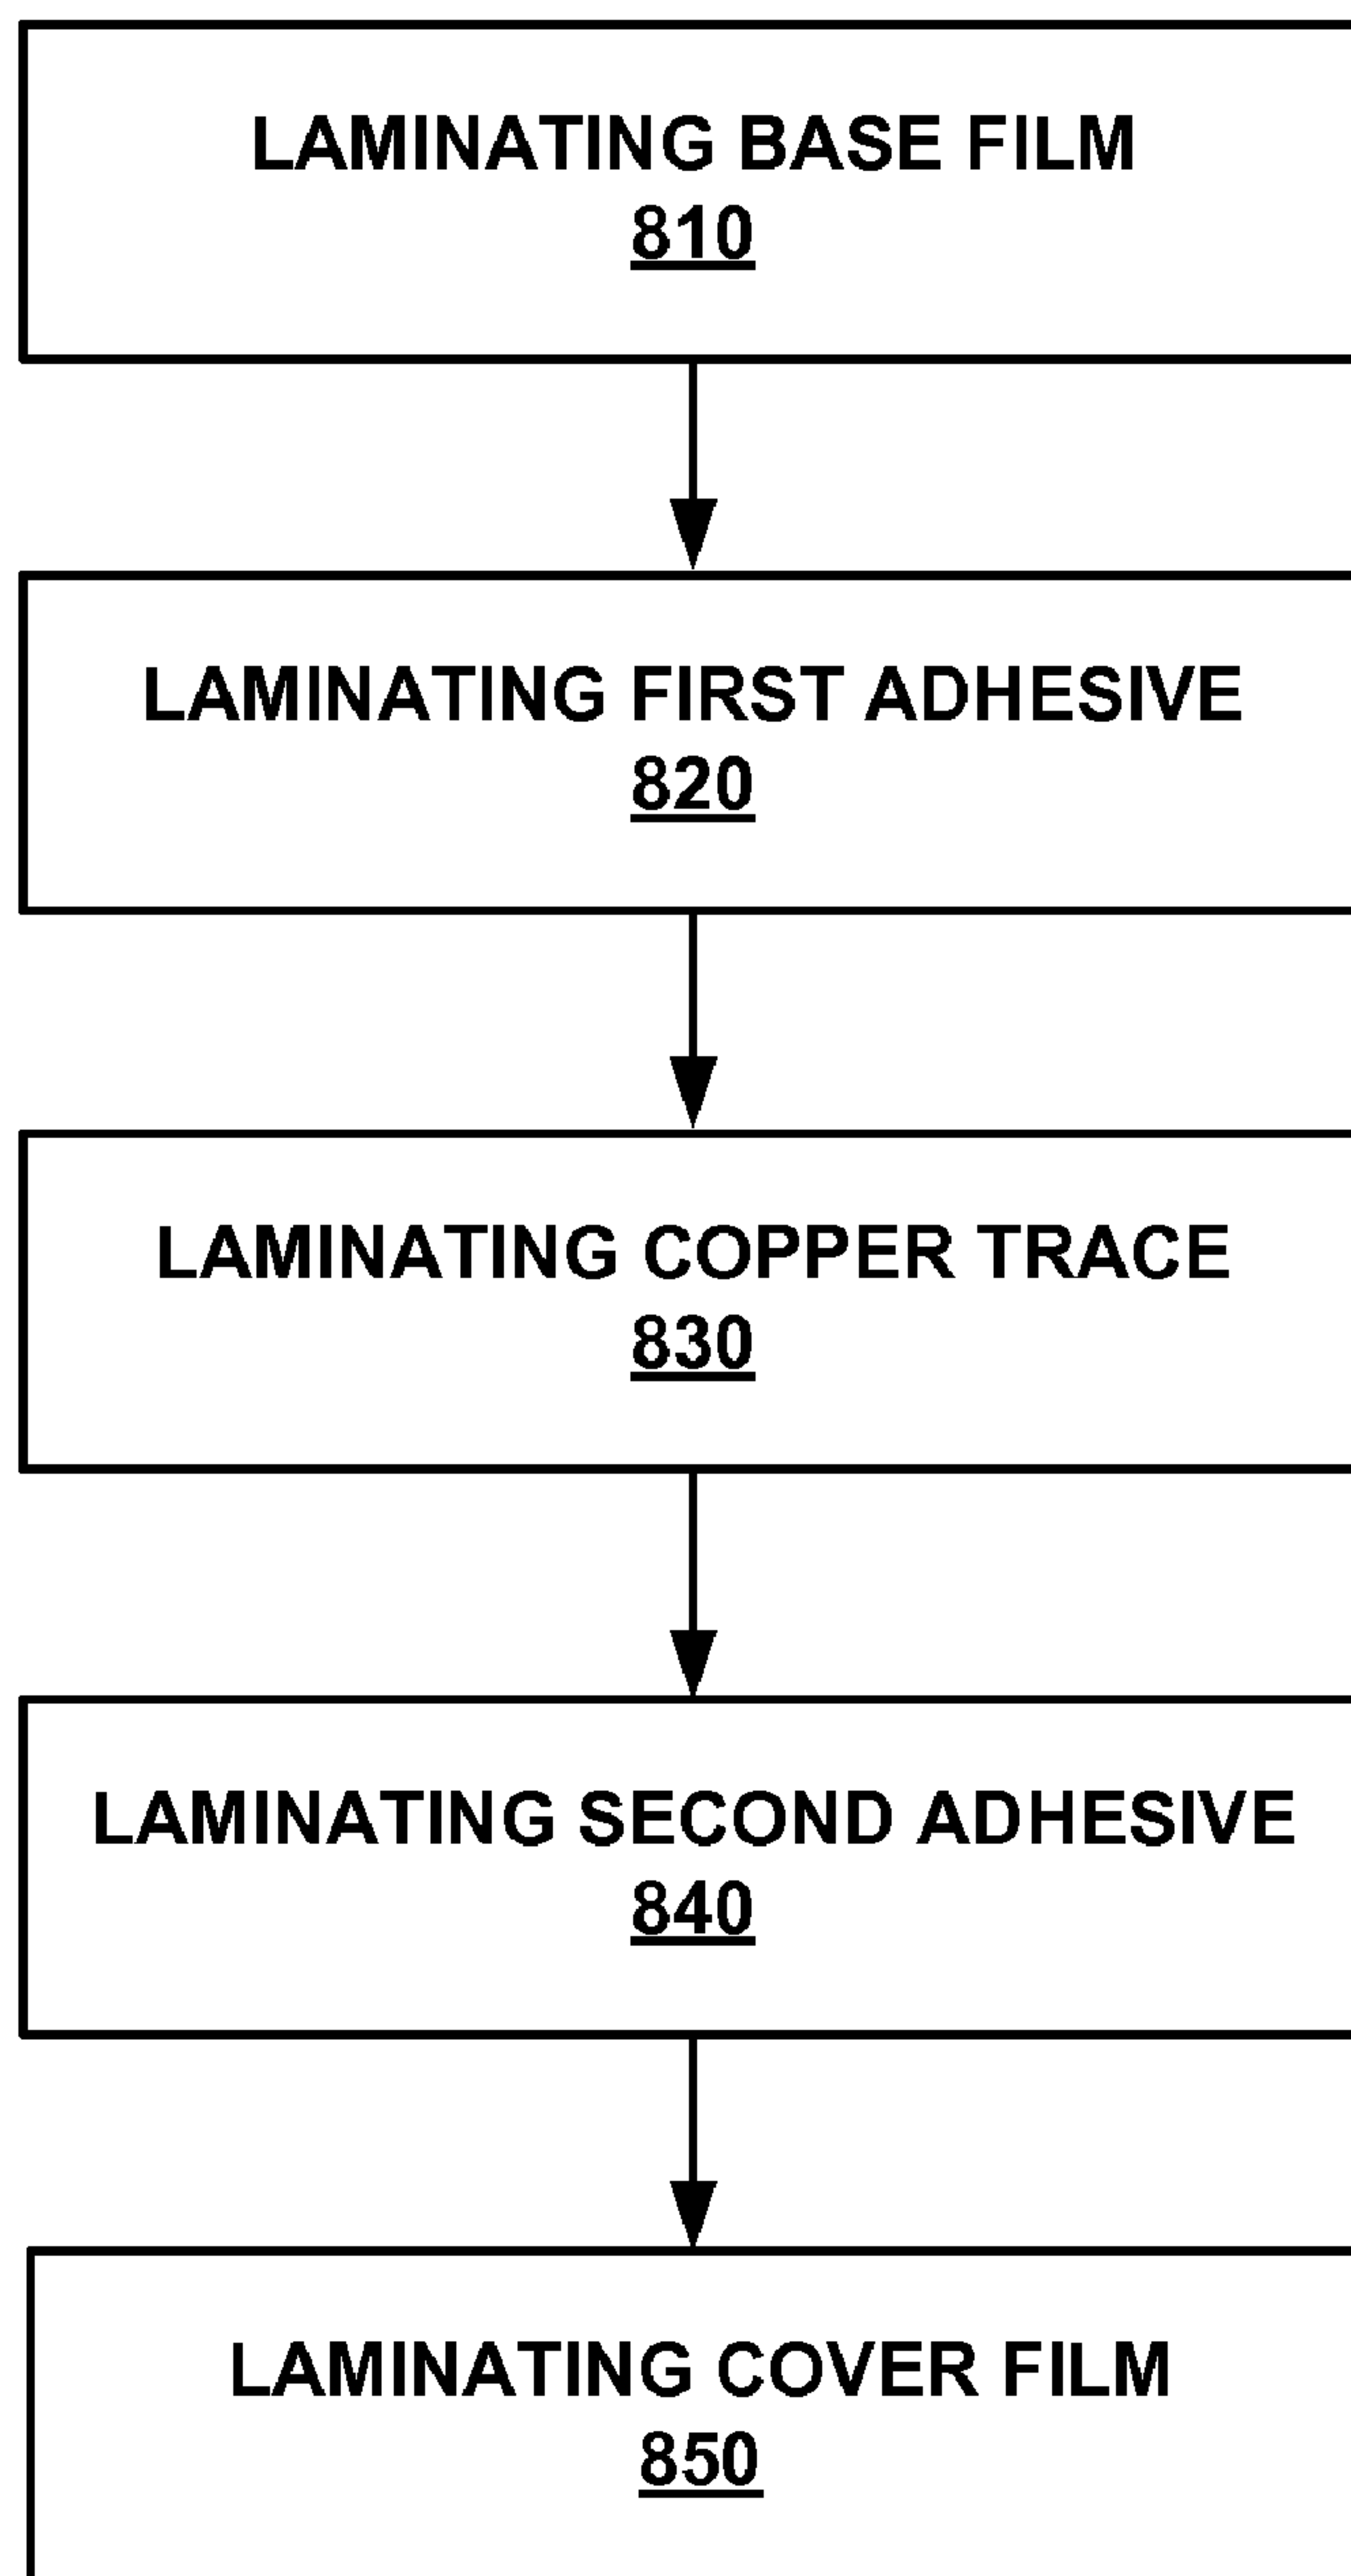 LAMINATING BASE FILM
810
LAMINATING FIRST ADHESIVE
820
LAMINATING COPPER TRACE
830
LAMINATING SECOND ADHESIVE
840
LAMINATING COVER FILM
850